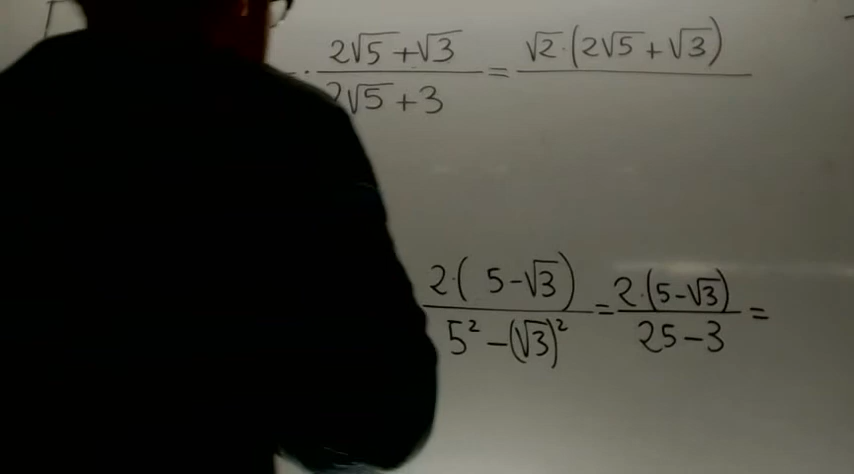 · (2√5 + √3)/(2√5 + 3) = √2·(2√5 + √3)
2·( 5 - √3)/(5² - (√3)²) = 2·(5 - √3)/(25 - 3) =